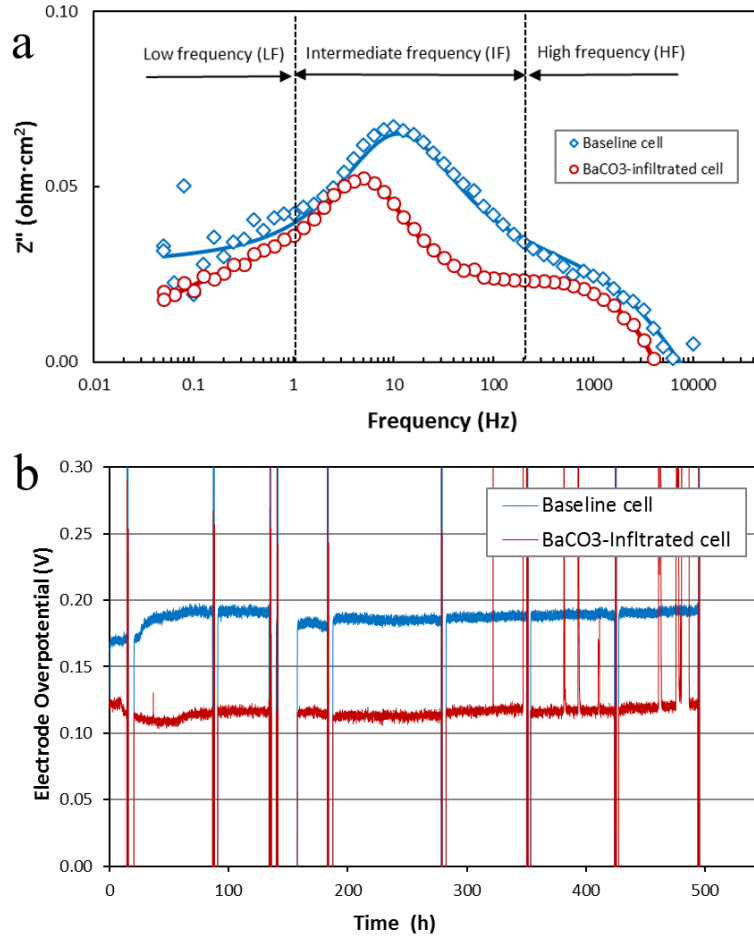 a
0.10
Low frequency (LF) Intermediate frequency (IF) High frequency (HF)
Baseline cell
BaCO3-infiltrated cell
0.05
Z" (ohm·cm²)
0.00
0.01 0.1 1 10 100 1000 10000
Frequency (Hz)
b
0.30
Baseline cell
BaCO3-Infltrated cell
0.25
0.20
0.15
0.10
0.05
0.00
Electrode Overpotential (V)
0 100 200 300 400 500
Time (h)